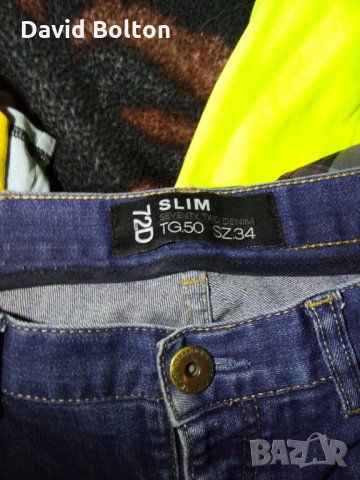 David Bolton
72D
SLIM
SEVENTY TWO DENIM
TG.50 SZ.34
BAZAR